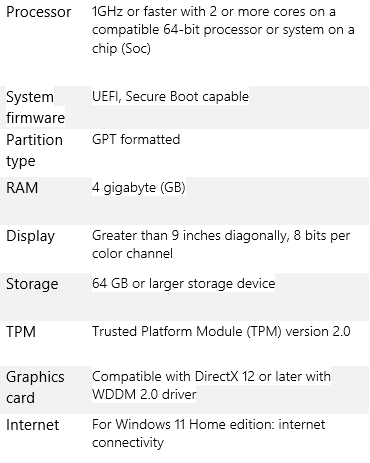 Processor 1GHz or faster with 2 or more cores on a
compatible 64-bit processor or system on a
chip (Soc)
System UEFI, Secure Boot capable
firmware
Partition GPT formatted
type
RAM 4 gigabyte (GB)
Display Greater than 9 inches diagonally, 8 bits per
color channel
Storage 64 GB or larger storage device
TPM Trusted Platform Module (TPM) version 2.0
Graphics Compatible with DirectX 12 or later with
card WDDM 2.0 driver
Internet For Windows 11 Home edition: internet
connectivity